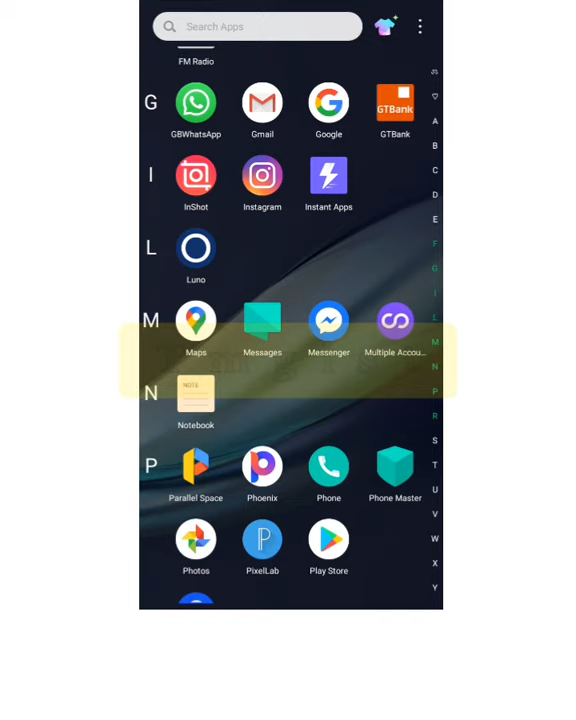 Search Apps
FM Radio
G
GBWhatsApp
Gmail
Google
GTBank
GTBank
I
InShot
Instagram
Instant Apps
L
Luno
M
Maps
Messages
Messenger
Multiple Accou...
N
NOTE
Notebook
P
Parallel Space
Phoenix
Phone
Phone Master
Photos
PixelLab
Play Store
A
B
C
D
E
F
G
I
L
M
N
P
R
S
T
U
V
W
X
Y